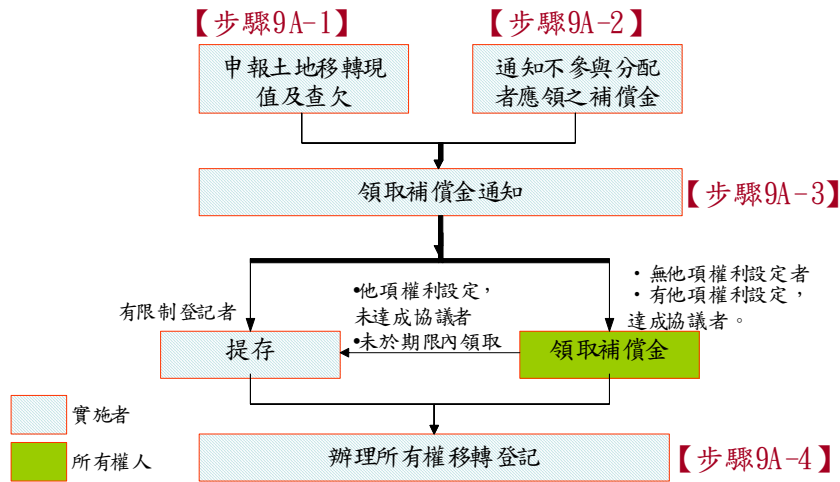 【步驟9A-1】
【步驟9A-2】
申報土地移轉現
值及查欠
通知不參與分配
者應領之補償金
領取補償金通知
【步驟9A-3】
有限制登記者
•他項權利設定，
未達成協議者
•未於期限內領取
• 無他項權利設定者
• 有他項權利設定，
達成協議者。
提存
領取補償金
實施者
所有權人
辦理所有權移轉登記
【步驟9A-4】